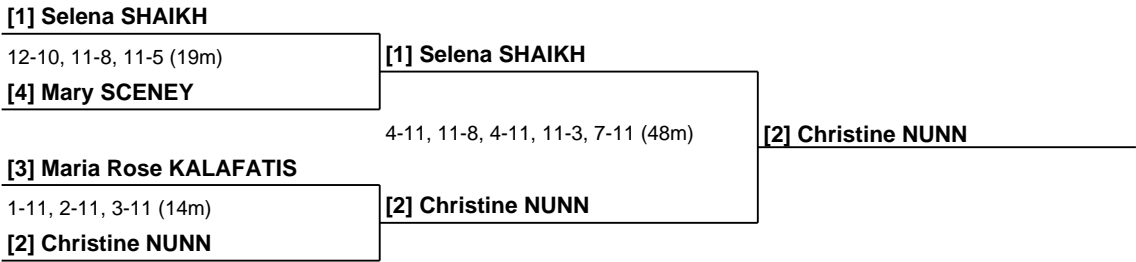 [1] Selena SHAIKH
12-10, 11-8, 11-5 (19m)
[4] Mary SCENEY
[3] Maria Rose KALAFATIS
1-11, 2-11, 3-11 (14m)
[2] Christine NUNN
[1] Selena SHAIKH
4-11, 11-8, 4-11, 11-3, 7-11 (48m)
[2] Christine NUNN
[2] Christine NUNN